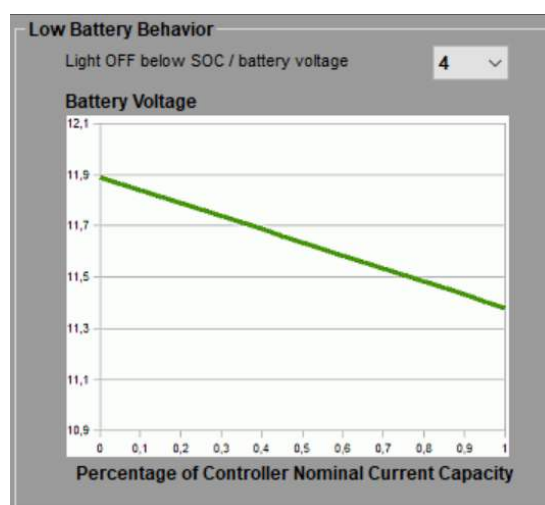 Low Battery Behavior
Light OFF below SOC / battery voltage 4
Battery Voltage
12,1
11,9
11,7
11,5
11,3
11,1
10,9
0 0,1 0,2 0,3 0,4 0,5 0,6 0,7 0,8 0,9 1
Percentage of Controller Nominal Current Capacity